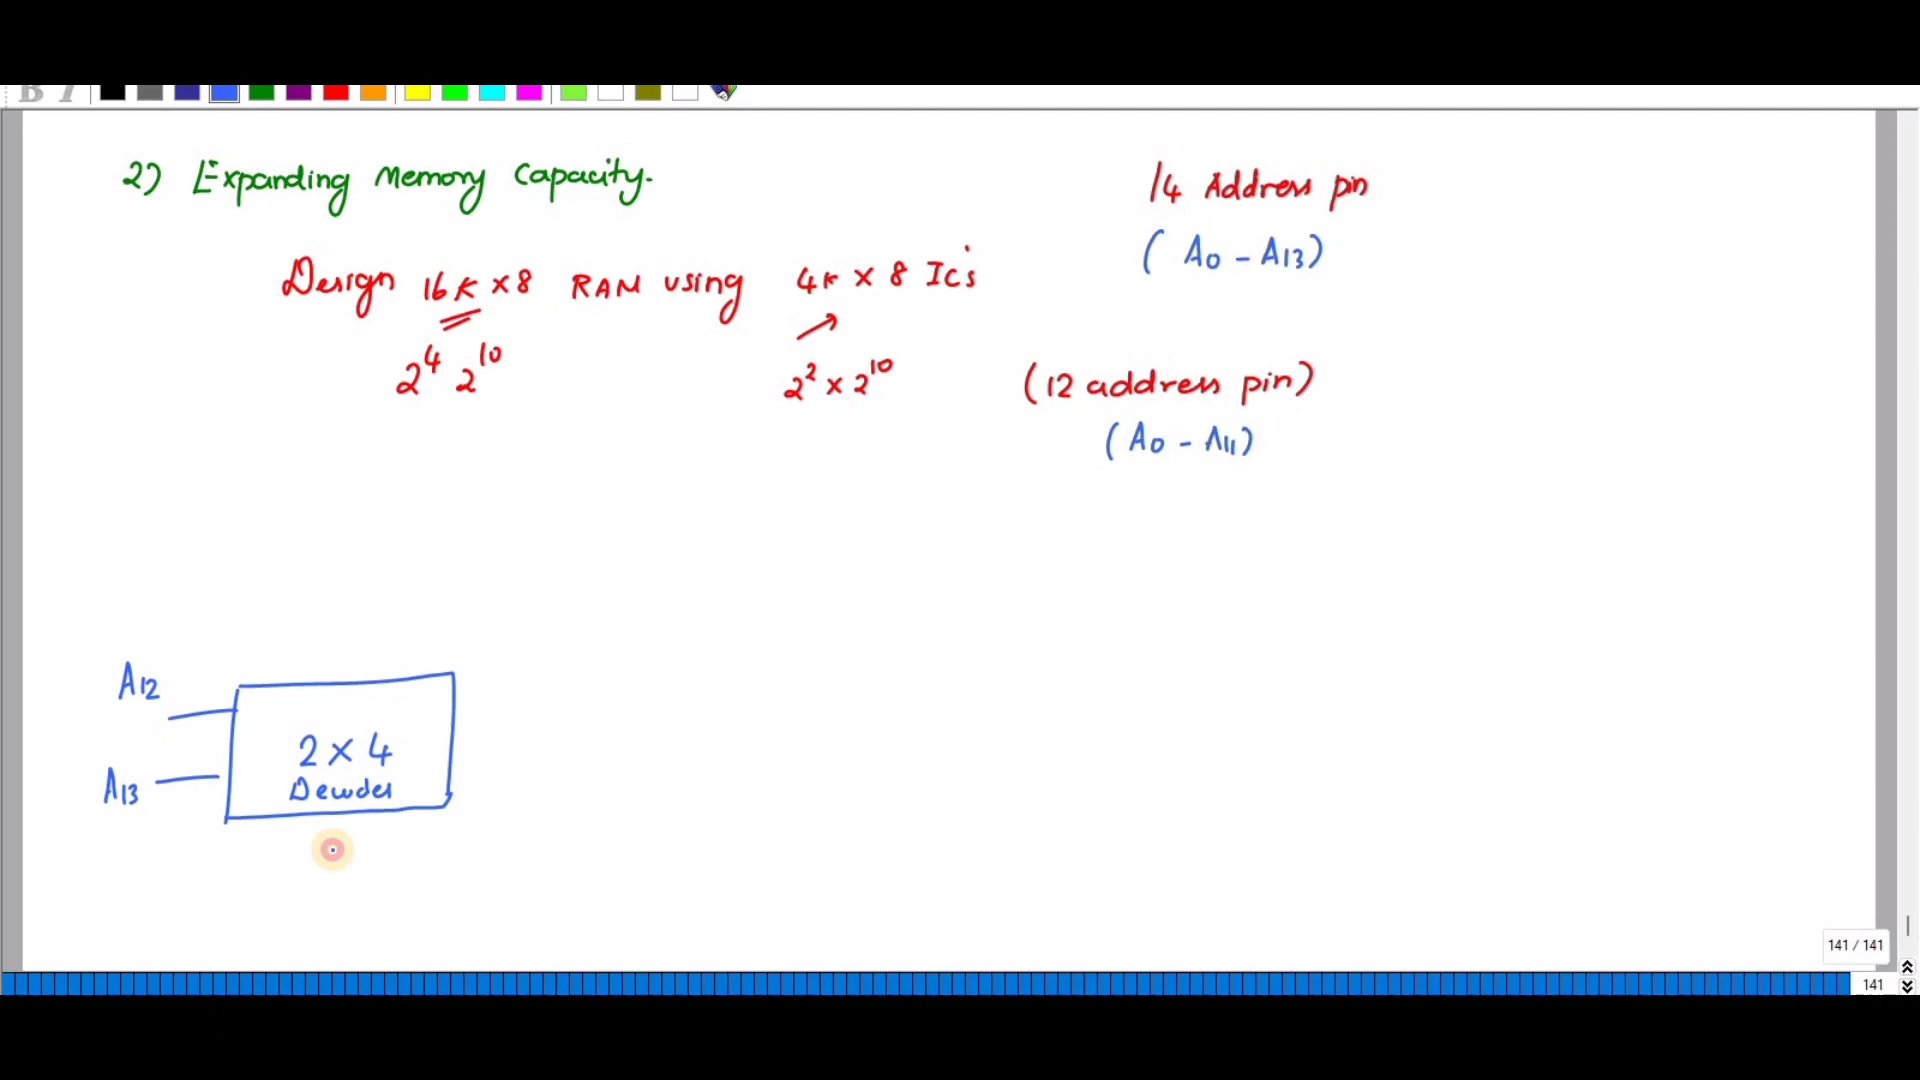 B I
2) Expanding Memory Capacity.
14 Address pin
( A0 - A13 )
Design 16K × 8 RAM using 4K × 8 IC's
2^4 2^10
2^2 × 2^10
(12 address pin)
( A0 - A11 )
A12
2 × 4
Decoder
A13
141 / 141
141